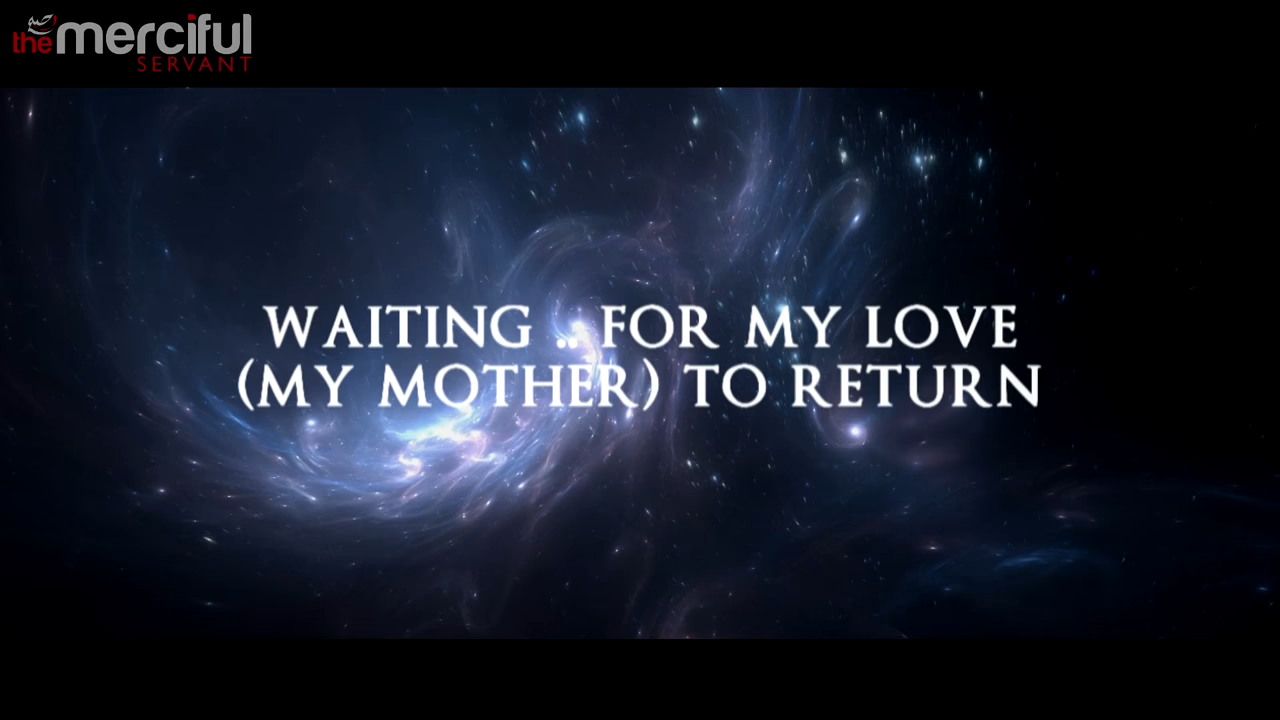 the merciful
SERVANT
WAITING .. FOR MY LOVE
(MY MOTHER) TO RETURN